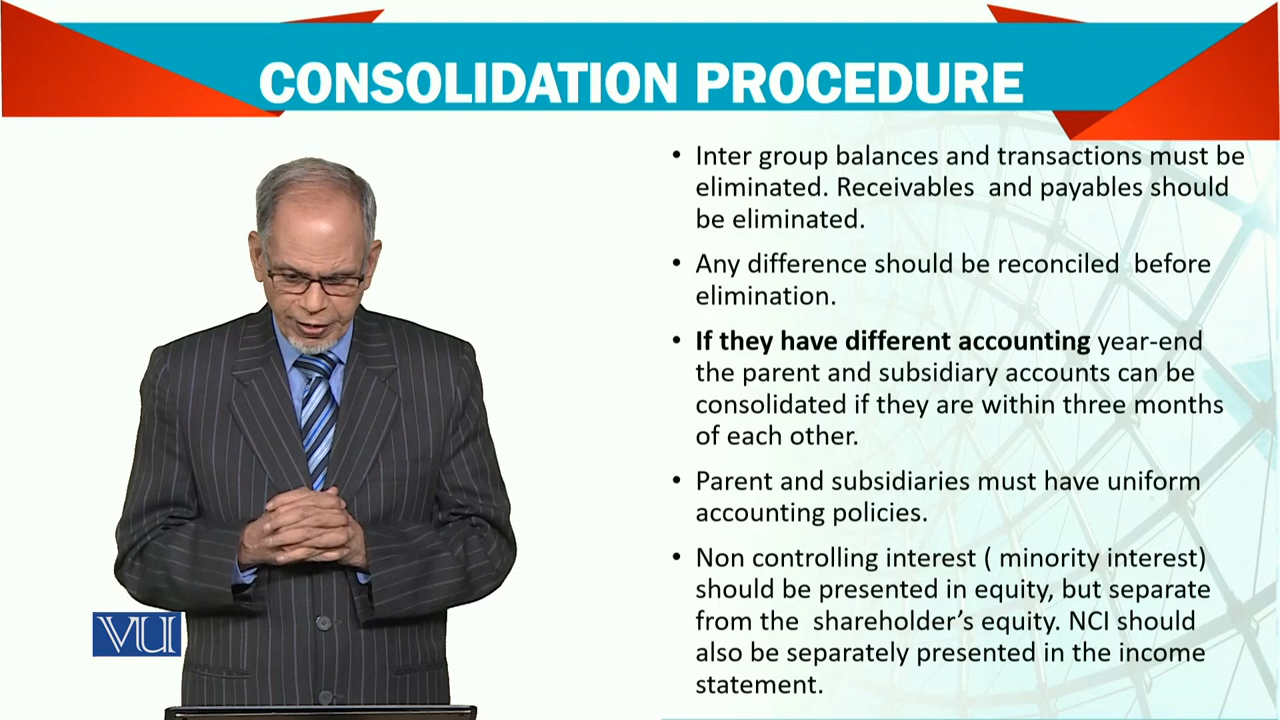 CONSOLIDATION PROCEDURE
• Inter group balances and transactions must be
eliminated. Receivables and payables should
be eliminated.
• Any difference should be reconciled before
elimination.
• If they have different accounting year-end
the parent and subsidiary accounts can be
consolidated if they are within three months
of each other.
• Parent and subsidiaries must have uniform
accounting policies.
• Non controlling interest ( minority interest)
should be presented in equity, but separate
from the shareholder’s equity. NCI should
also be separately presented in the income
statement.
VU